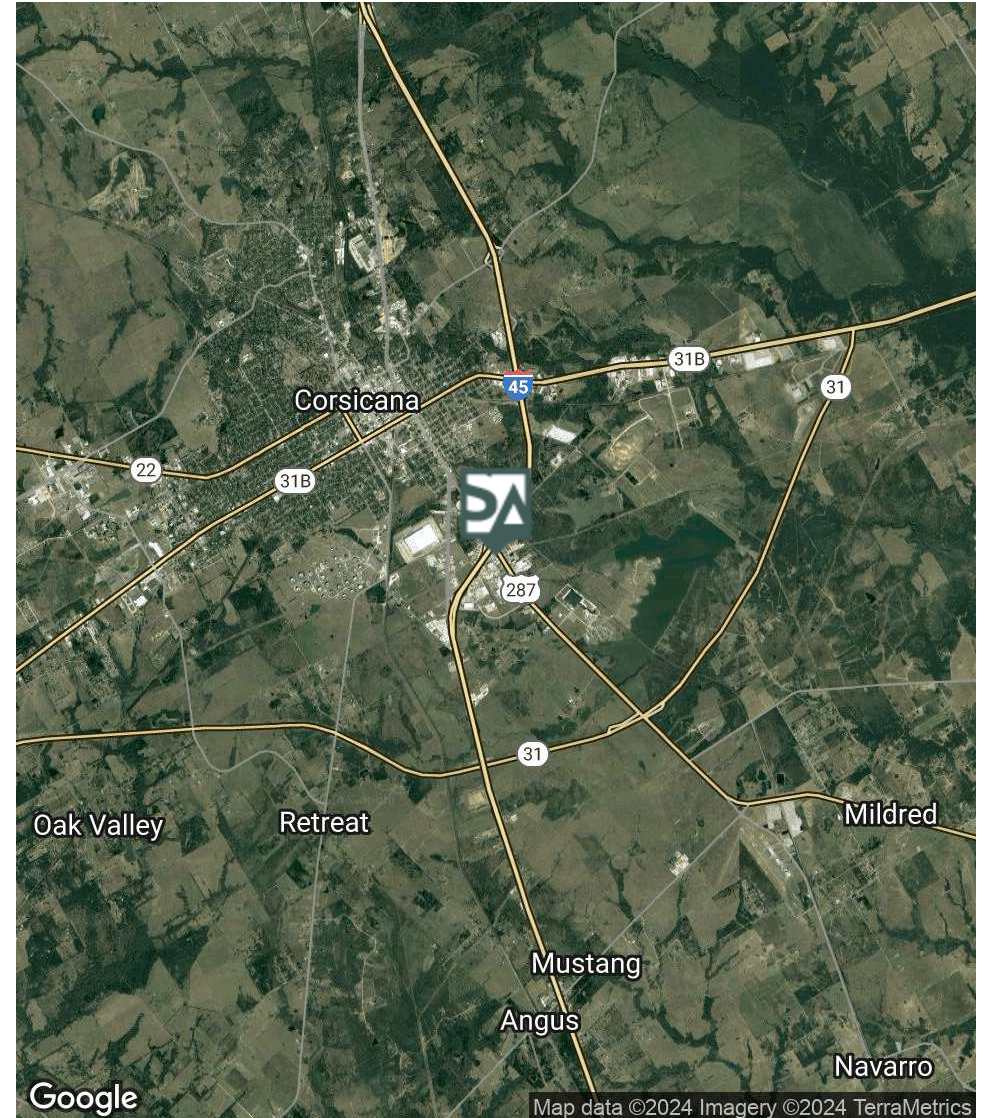 31B
45
31
Corsicana
22
31B
DA
287
31
Oak Valley
Retreat
Mildred
Mustang
Angus
Navarro
Google
Map data ©2024 Imagery ©2024 TerraMetrics